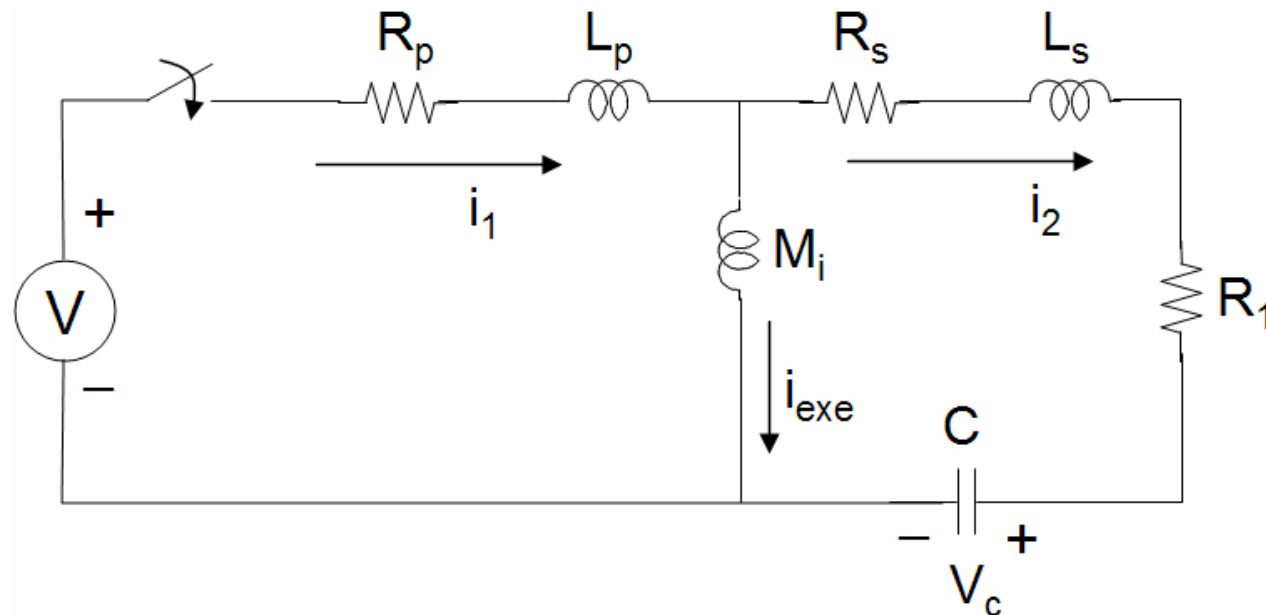 Rp Lp Rs Ls
i1 i2
+
Mi
V R1
–
iexe
C
– +
Vc